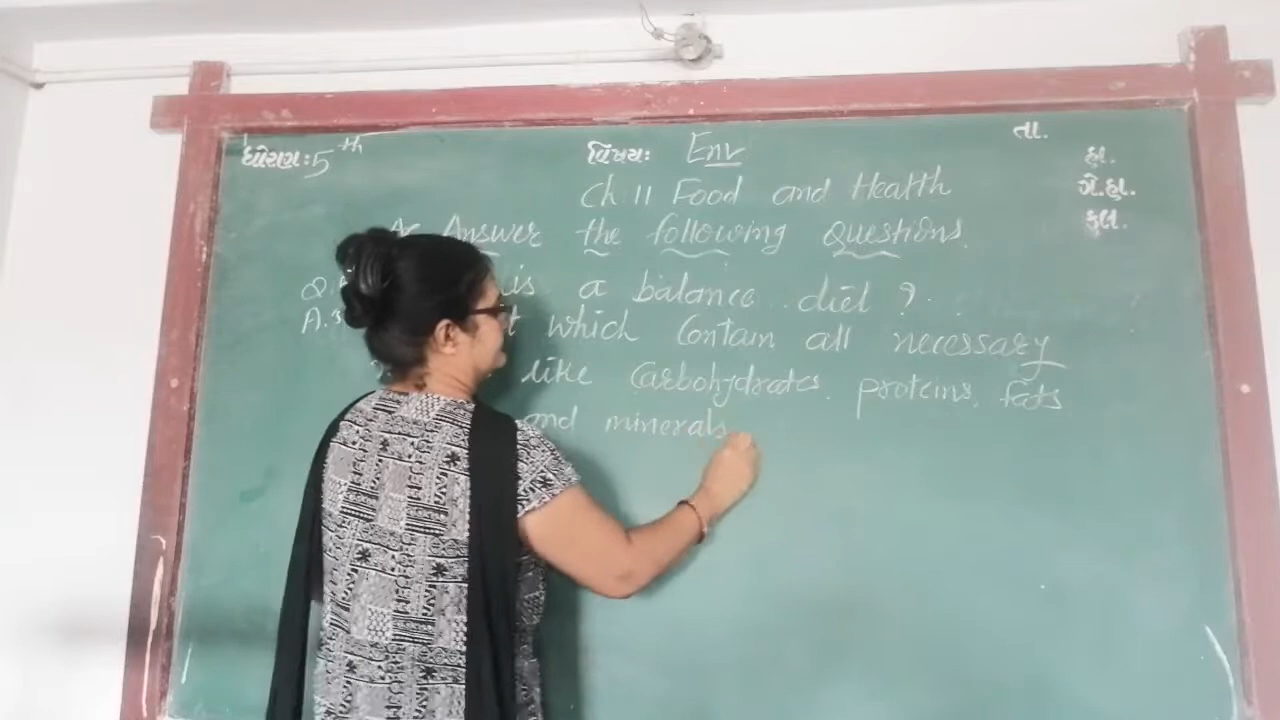 ધોરણ: 5th વિષય: Env તા.
હા.
Ch 11 Food and Health ગે.હા.
કુલ.
A Answer the following Questions.
is a balance diet ?
which Contain all necessary
like Carbohydrates. proteins. fats
and minerals